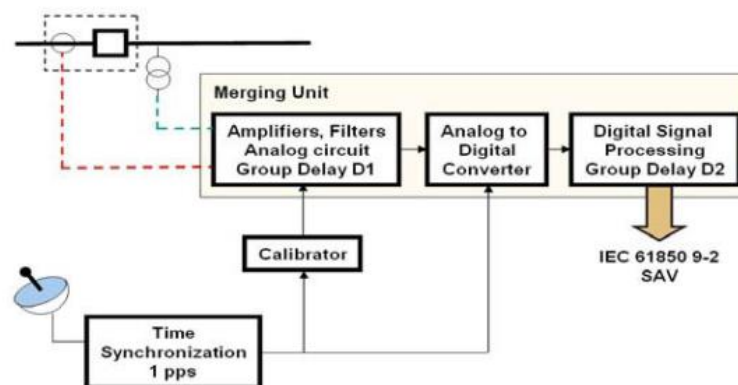 Merging Unit
Amplifiers, Filters
Analog circuit
Group Delay D1
Analog to
Digital
Converter
Digital Signal
Processing
Group Delay D2
Calibrator
IEC 61850 9-2
SAV
Time
Synchronization
1 pps